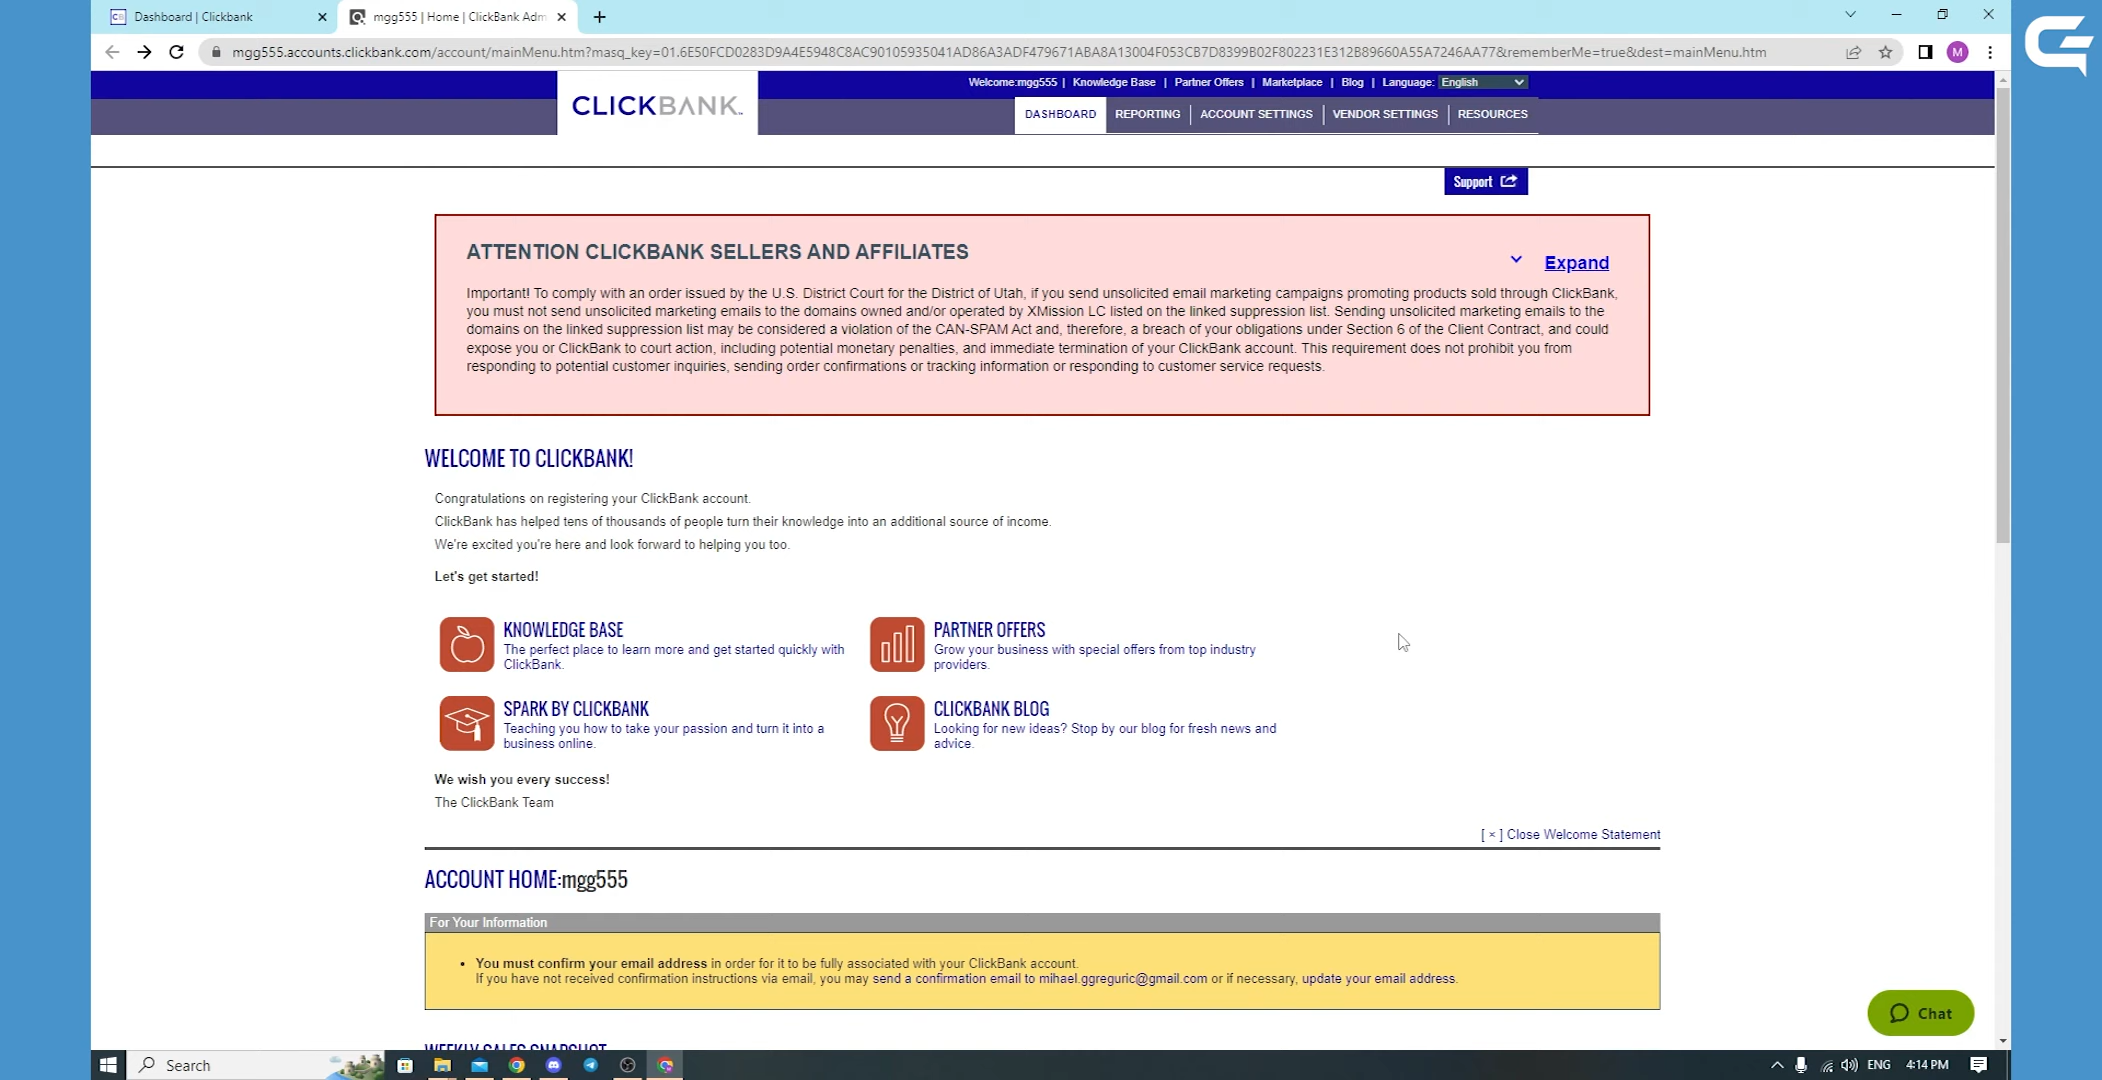 Dashboard | Clickbank
mgg555 | Home | ClickBank Adm
mgg555.accounts.clickbank.com/account/mainMenu.htm?masq_key=01.6E50FCD0283D9A4E5948C8AC90105935041AD86A3ADF479671ABA8A13004F053CB7D8399B02F802231E312B89660A55A7246AA77&rememberMe=true&dest=mainMenu.htm
M
Welcome:mgg555 | Knowledge Base | Partner Offers | Marketplace | Blog | Language: English
CLICKBANK
DASHBOARD REPORTING ACCOUNT SETTINGS VENDOR SETTINGS RESOURCES
Support
ATTENTION CLICKBANK SELLERS AND AFFILIATES
Expand
Important! To comply with an order issued by the U.S. District Court for the District of Utah, if you send unsolicited email marketing campaigns promoting products sold through ClickBank,
you must not send unsolicited marketing emails to the domains owned and/or operated by XMission LC listed on the linked suppression list. Sending unsolicited marketing emails to the
domains on the linked suppression list may be considered a violation of the CAN-SPAM Act and, therefore, a breach of your obligations under Section 6 of the Client Contract, and could
expose you or ClickBank to court action, including potential monetary penalties, and immediate termination of your ClickBank account. This requirement does not prohibit you from
responding to potential customer inquiries, sending order confirmations or tracking information or responding to customer service requests.
WELCOME TO CLICKBANK!
Congratulations on registering your ClickBank account.
ClickBank has helped tens of thousands of people turn their knowledge into an additional source of income.
We're excited you're here and look forward to helping you too.
Let's get started!
KNOWLEDGE BASE
The perfect place to learn more and get started quickly with
ClickBank.
PARTNER OFFERS
Grow your business with special offers from top industry
providers.
SPARK BY CLICKBANK
Teaching you how to take your passion and turn it into a
business online.
CLICKBANK BLOG
Looking for new ideas? Stop by our blog for fresh news and
advice.
We wish you every success!
The ClickBank Team
[ × ] Close Welcome Statement
ACCOUNT HOME:mgg555
For Your Information
• You must confirm your email address in order for it to be fully associated with your ClickBank account.
If you have not received confirmation instructions via email, you may send a confirmation email to mihael.ggreguric@gmail.com or if necessary, update your email address.
Chat
WEEKLY SALES SNAPSHOT
Search
ENG
4:14 PM